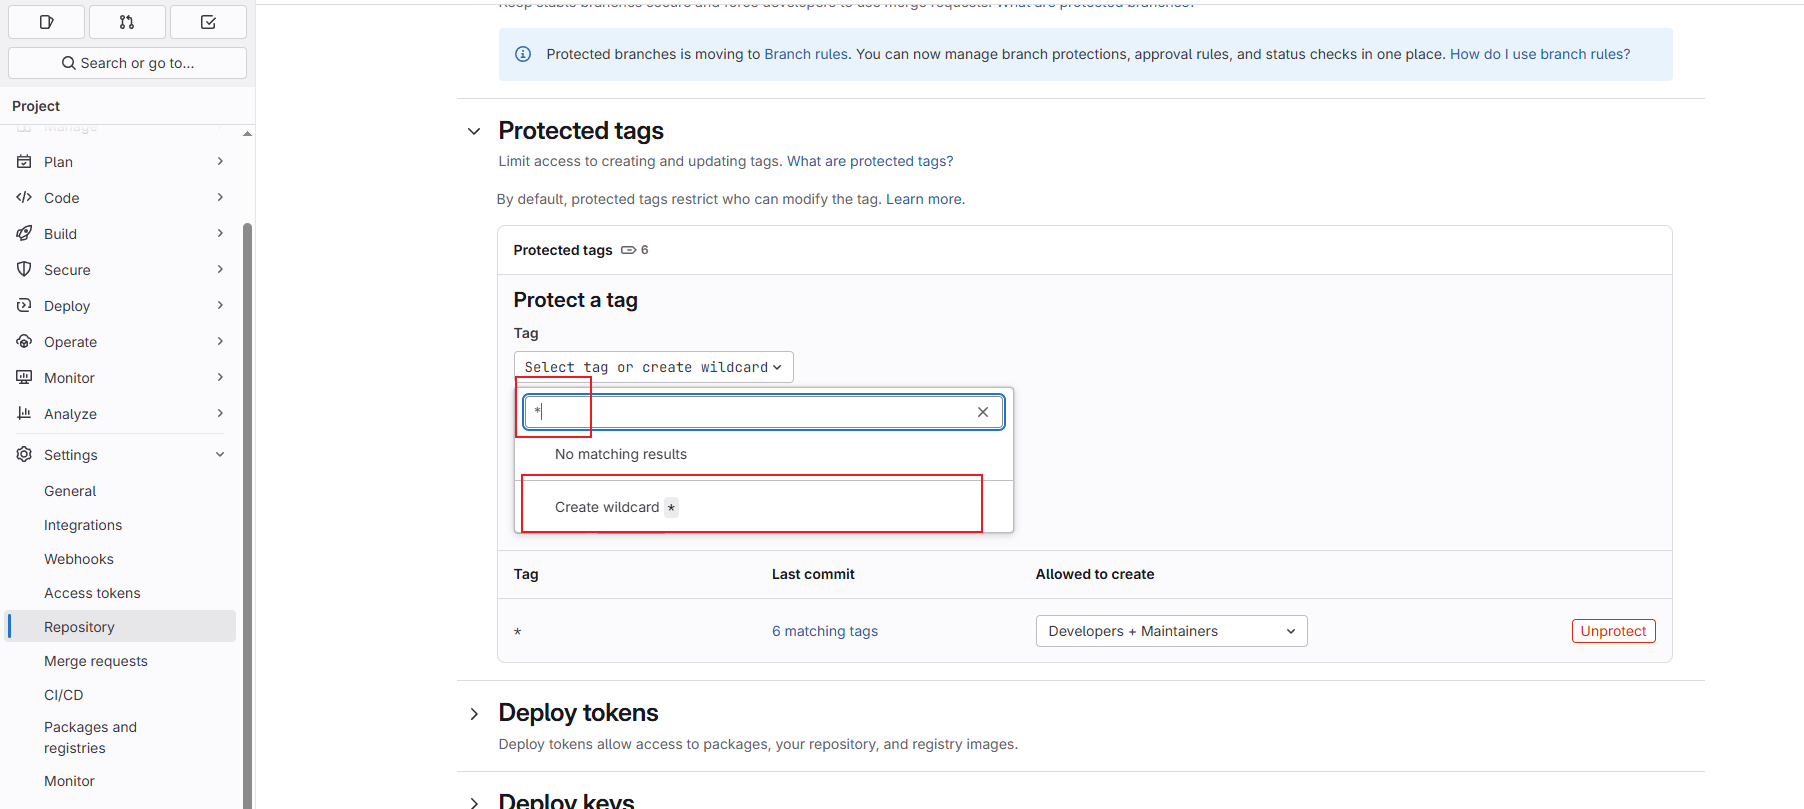 Keep stable branches secure and force developers to use merge requests. What are protected branches?
Search or go to...
Protected branches is moving to Branch rules. You can now manage branch protections, approval rules, and status checks in one place. How do I use branch rules?
Project
Manage
Plan
Code
Build
Secure
Deploy
Operate
Monitor
Analyze
Settings
General
Integrations
Webhooks
Access tokens
Repository
Merge requests
CI/CD
Packages and
registries
Monitor
Protected tags
Limit access to creating and updating tags. What are protected tags?
By default, protected tags restrict who can modify the tag. Learn more.
Protected tags 6
Protect a tag
Tag
Select tag or create wildcard
*
No matching results
Create wildcard *
Tag Last commit Allowed to create
* 6 matching tags Developers + Maintainers Unprotect
Deploy tokens
Deploy tokens allow access to packages, your repository, and registry images.
Deploy keys